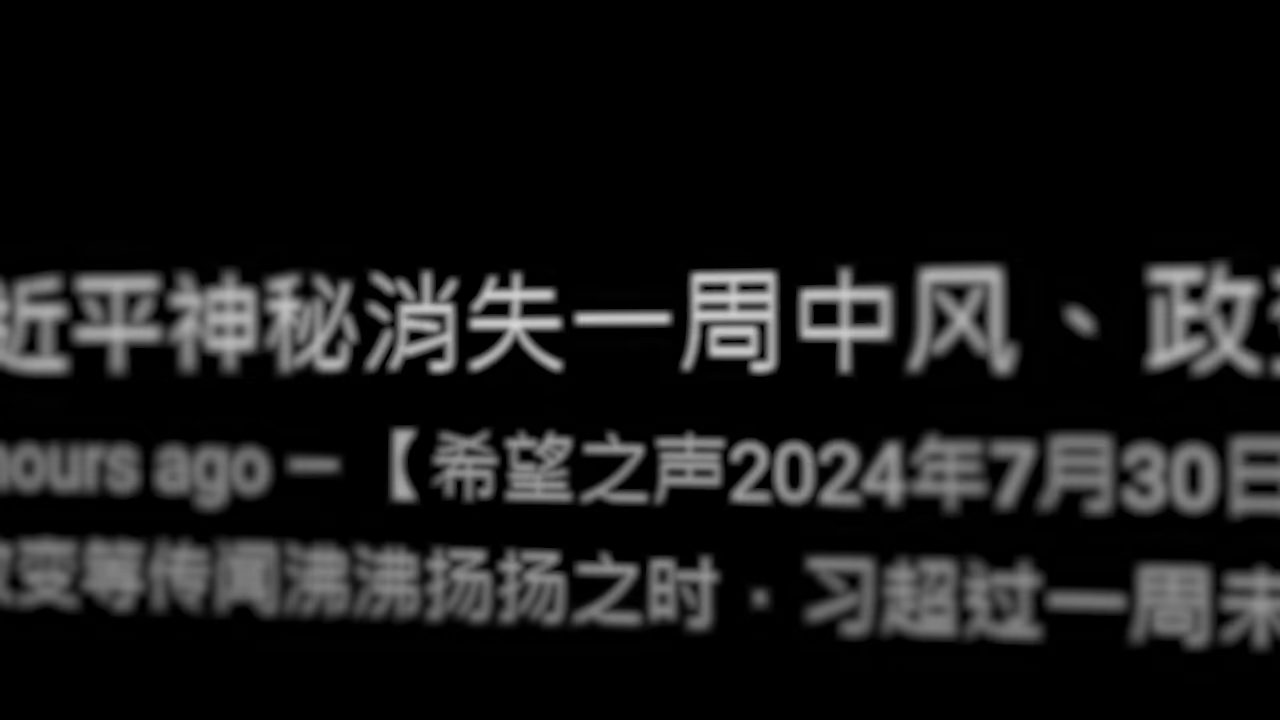 近平神秘消失一周中风、政变
hours ago — 【希望之声2024年7月30日
政变等传闻沸沸扬扬之时 · 习超过一周未